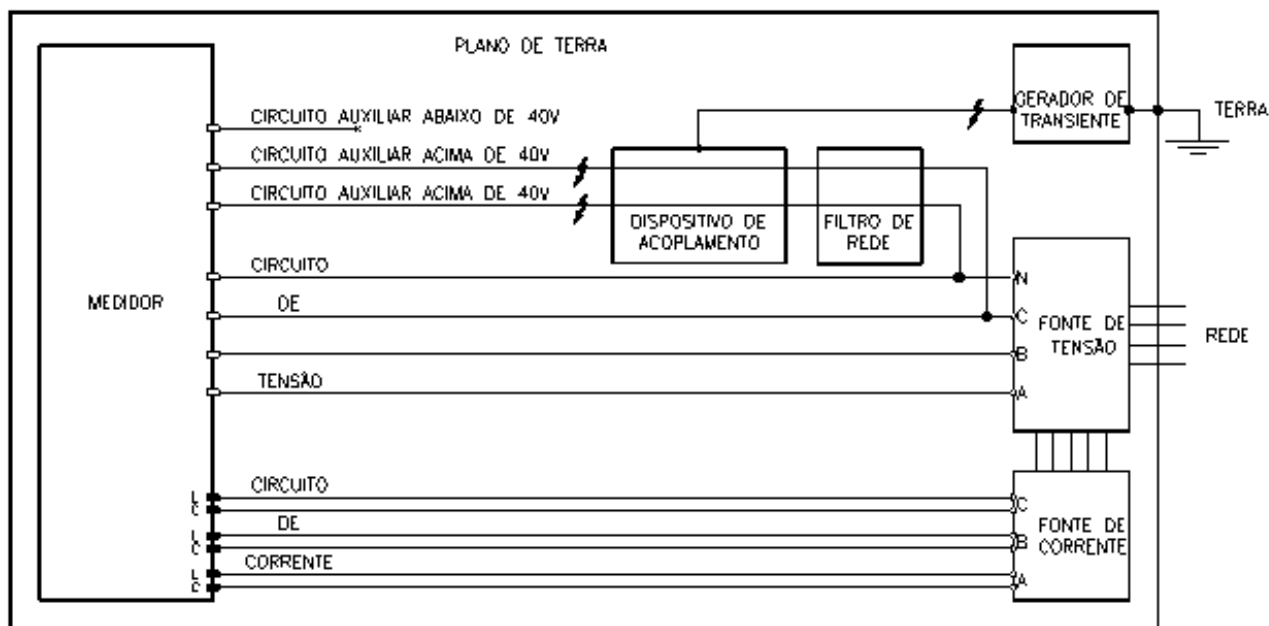 PLANO DE TERRA
GERADOR DE
TRANSIENTE
TERRA
CIRCUITO AUXILIAR ABAIXO DE 40V
CIRCUITO AUXILIAR ACIMA DE 40V
CIRCUITO AUXILIAR ACIMA DE 40V
DISPOSITIVO DE
ACOPLAMENTO
FILTRO DE
REDE
MEDIDOR
CIRCUITO
DE
TENSÃO
N
C
B
A
FONTE DE
TENSÃO
REDE
L
C
L
C
L
C
CIRCUITO
DE
CORRENTE
C
B
A
FONTE DE
CORRENTE